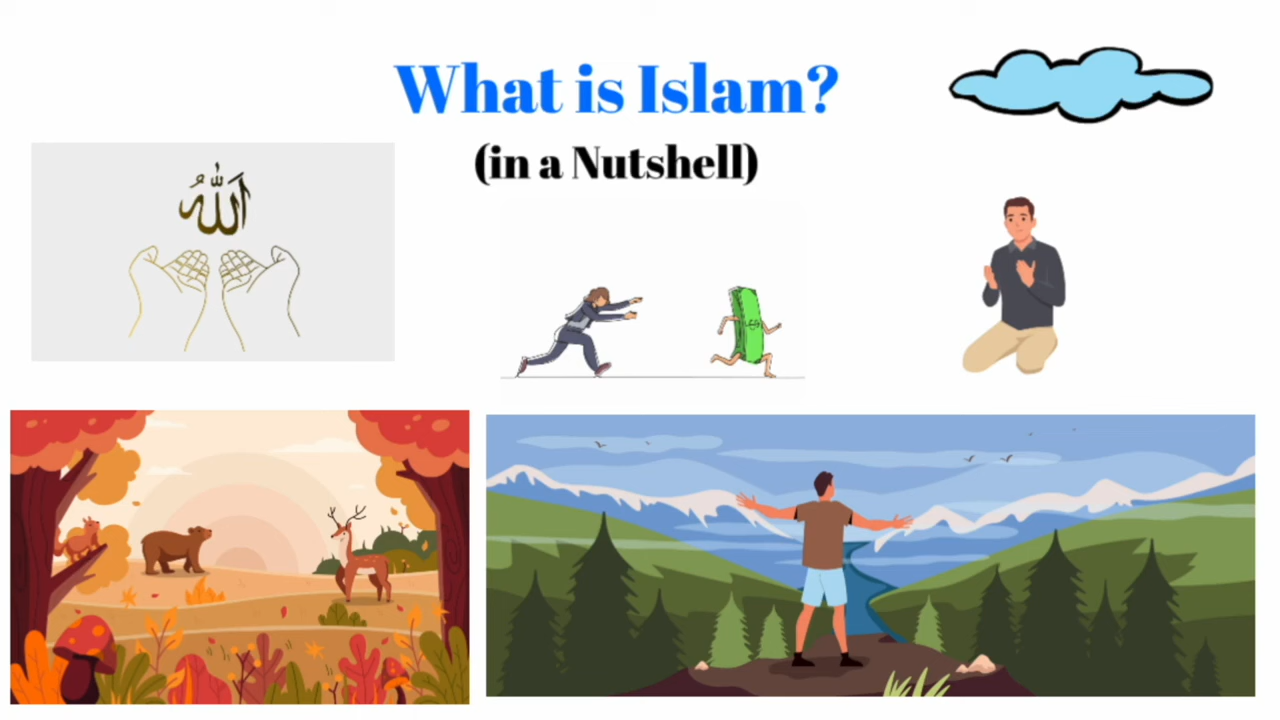 What is Islam?
(in a Nutshell)
الله